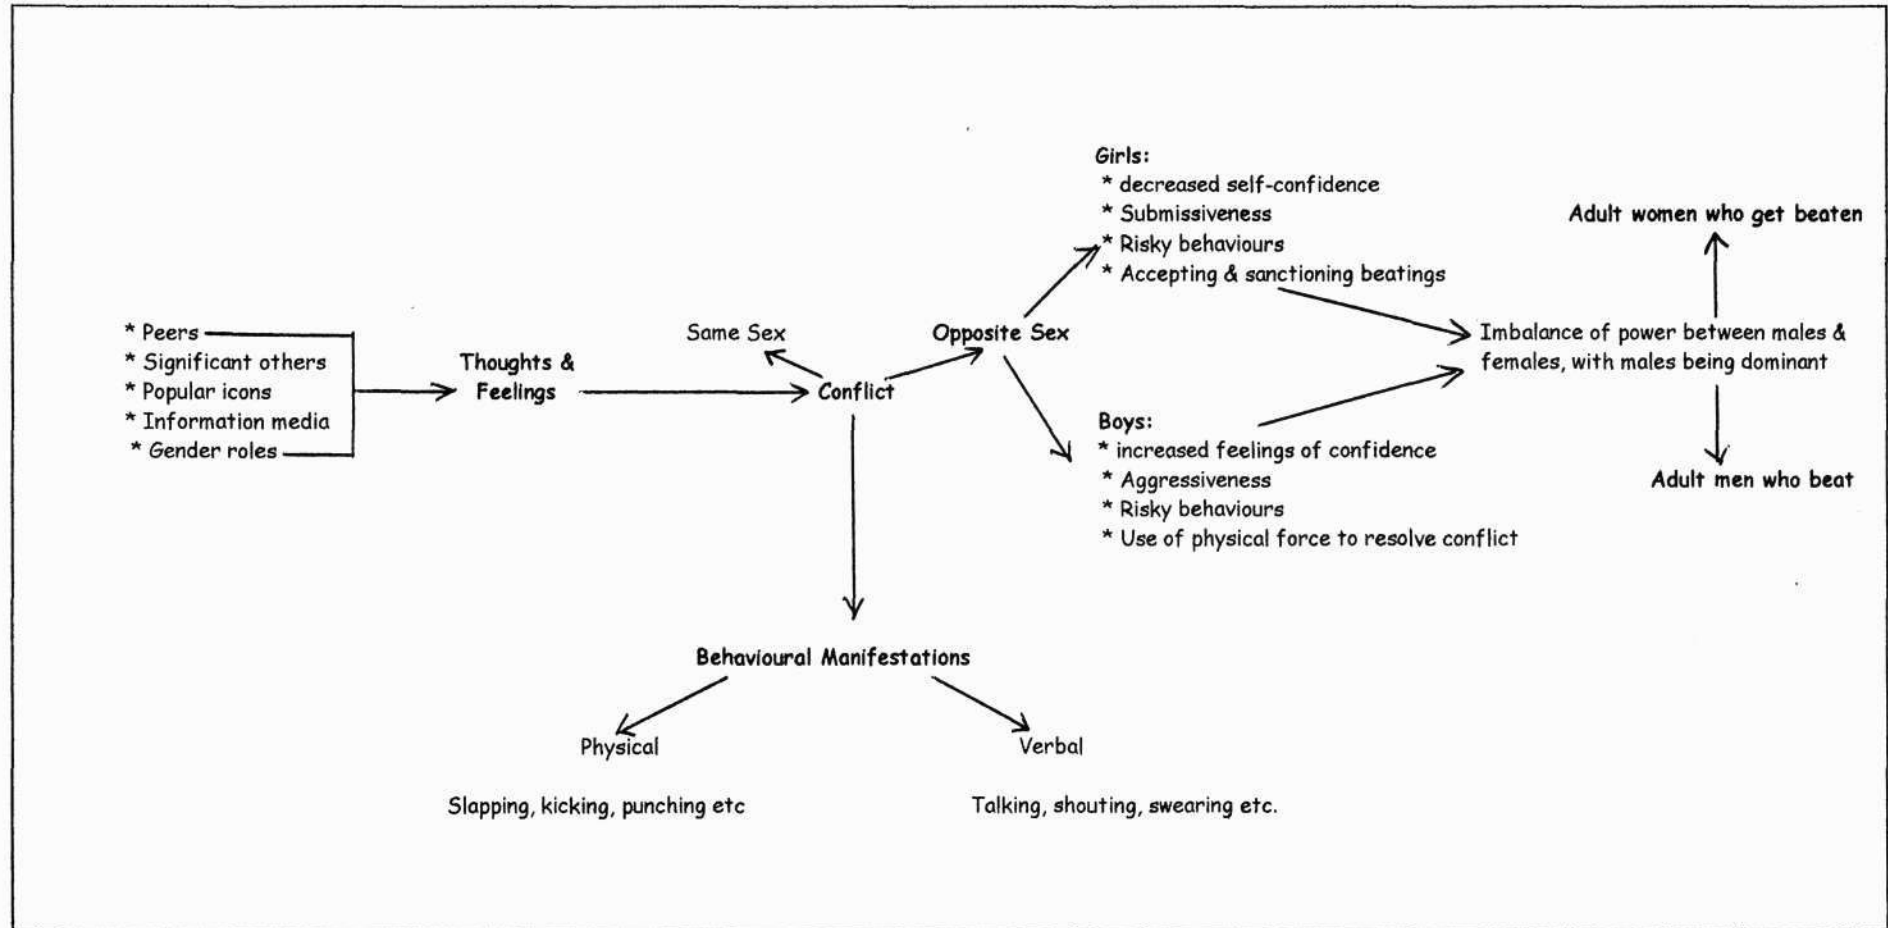 * Peers
* Significant others
* Popular icons
* Information media
* Gender roles
Thoughts &
Feelings
Same Sex
Conflict
Opposite Sex
Girls:
* decreased self-confidence
* Submissiveness
* Risky behaviours
* Accepting & sanctioning beatings
Boys:
* increased feelings of confidence
* Aggressiveness
* Risky behaviours
* Use of physical force to resolve conflict
Adult women who get beaten
Imbalance of power between males &
females, with males being dominant
Adult men who beat
Behavioural Manifestations
Physical
Slapping, kicking, punching etc
Verbal
Talking, shouting, swearing etc.